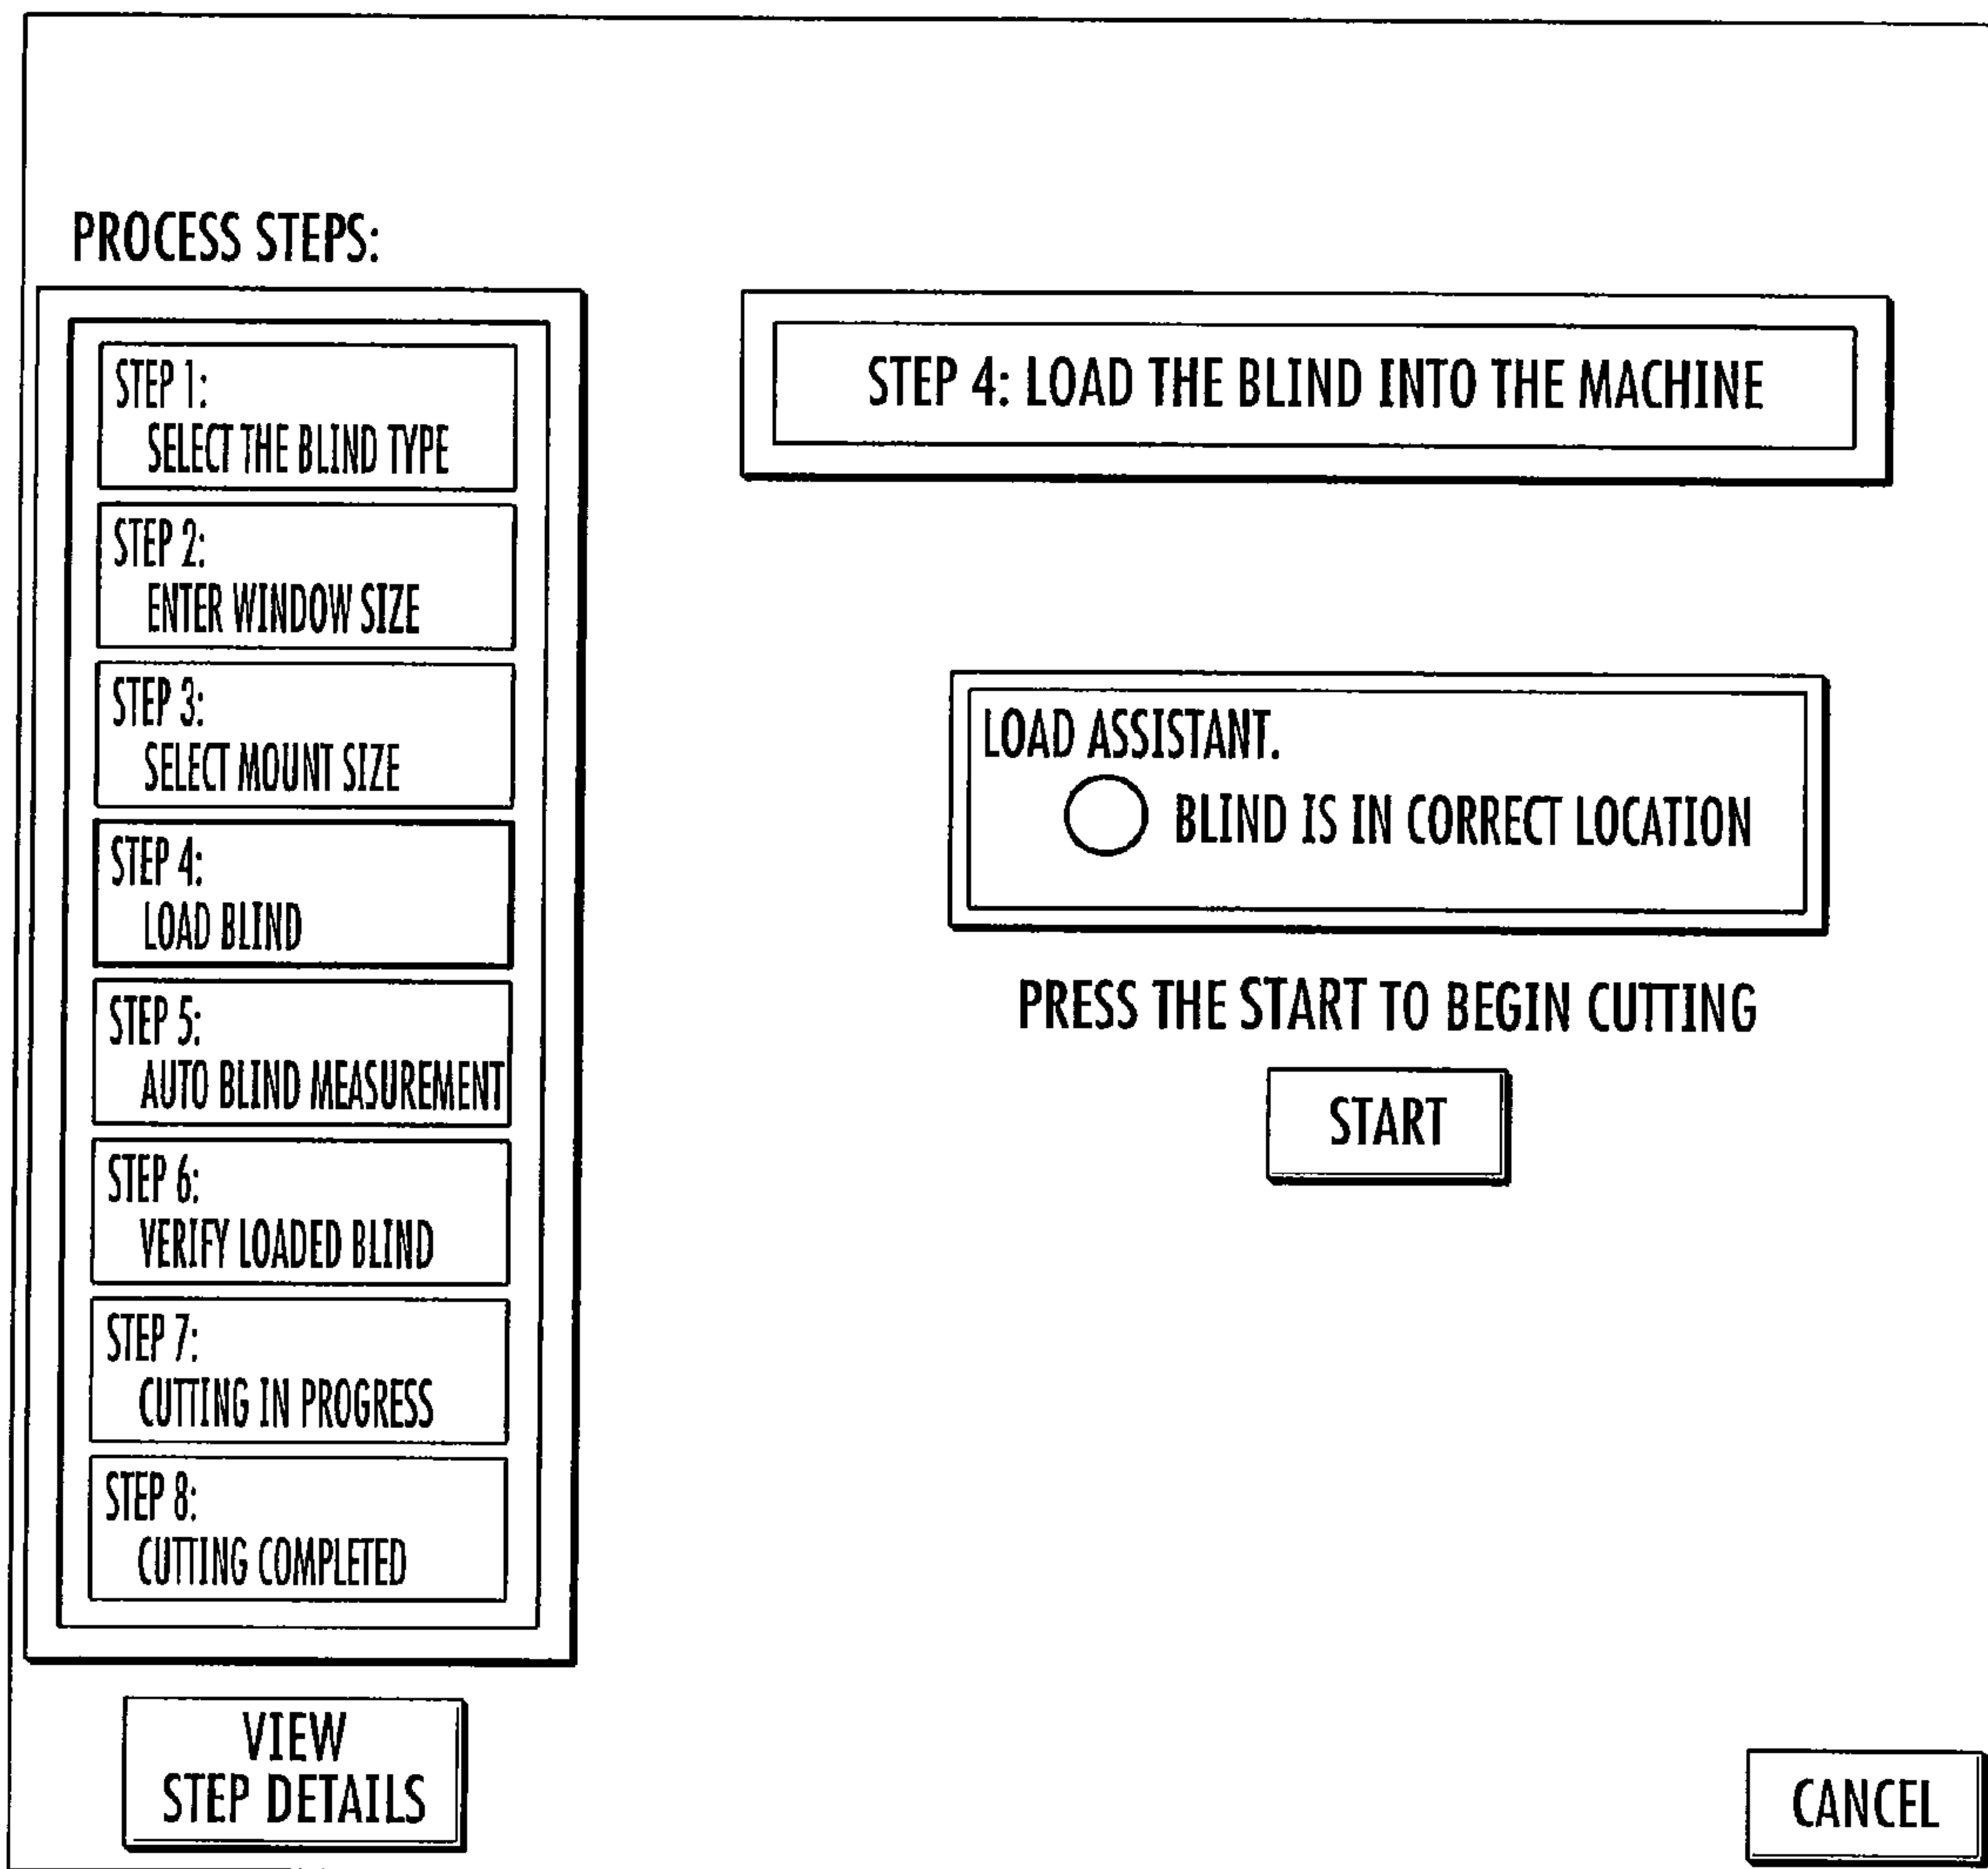 PROCESS STEPS:
STEP 1:
SELECT THE BLIND TYPE
STEP 2:
ENTER WINDOW SIZE
STEP 3:
SELECT MOUNT SIZE
STEP 4:
LOAD BLIND
STEP 5:
AUTO BLIND MEASUREMENT
STEP 6:
VERIFY LOADED BLIND
STEP 7:
CUTTING IN PROGRESS
STEP 8:
CUTTING COMPLETED
VIEW
STEP DETAILS
STEP 4: LOAD THE BLIND INTO THE MACHINE
LOAD ASSISTANT.
BLIND IS IN CORRECT LOCATION
PRESS THE START TO BEGIN CUTTING
START
CANCEL